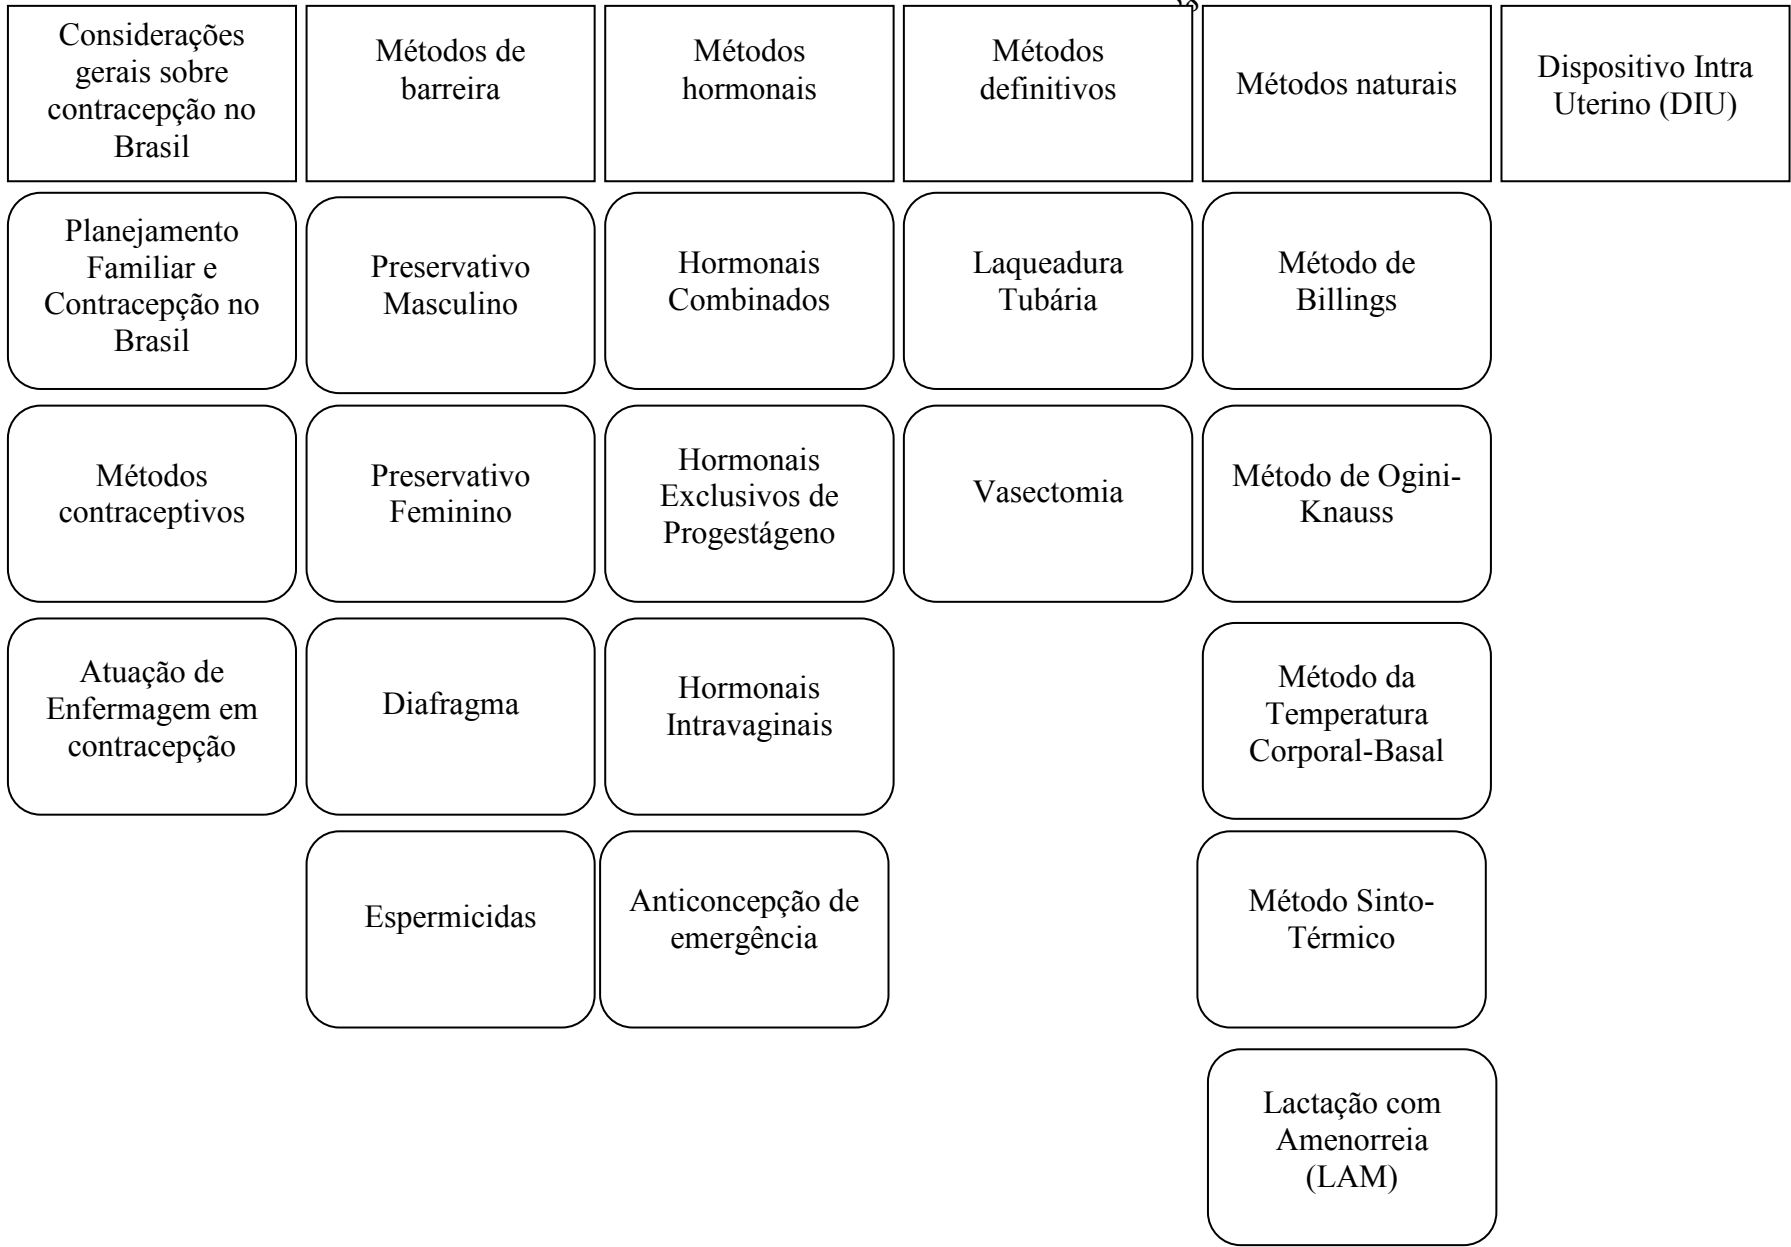 Considerações
gerais sobre
contracepção no
Brasil
Métodos de
barreira
Métodos
hormonais
Métodos
definitivos
Métodos naturais
Dispositivo Intra
Uterino (DIU)
Planejamento
Familiar e
Contracepção no
Brasil
Preservativo
Masculino
Hormonais
Combinados
Laqueadura
Tubária
Método de
Billings
Métodos
contraceptivos
Preservativo
Feminino
Hormonais
Exclusivos de
Progestágeno
Vasectomia
Método de Ogini-
Knauss
Atuação de
Enfermagem em
contracepção
Diafragma
Hormonais
Intravaginais
Método da
Temperatura
Corporal-Basal
Espermicidas
Anticoncepção de
emergência
Método Sinto-
Térmico
Lactação com
Amenorreia
(LAM)